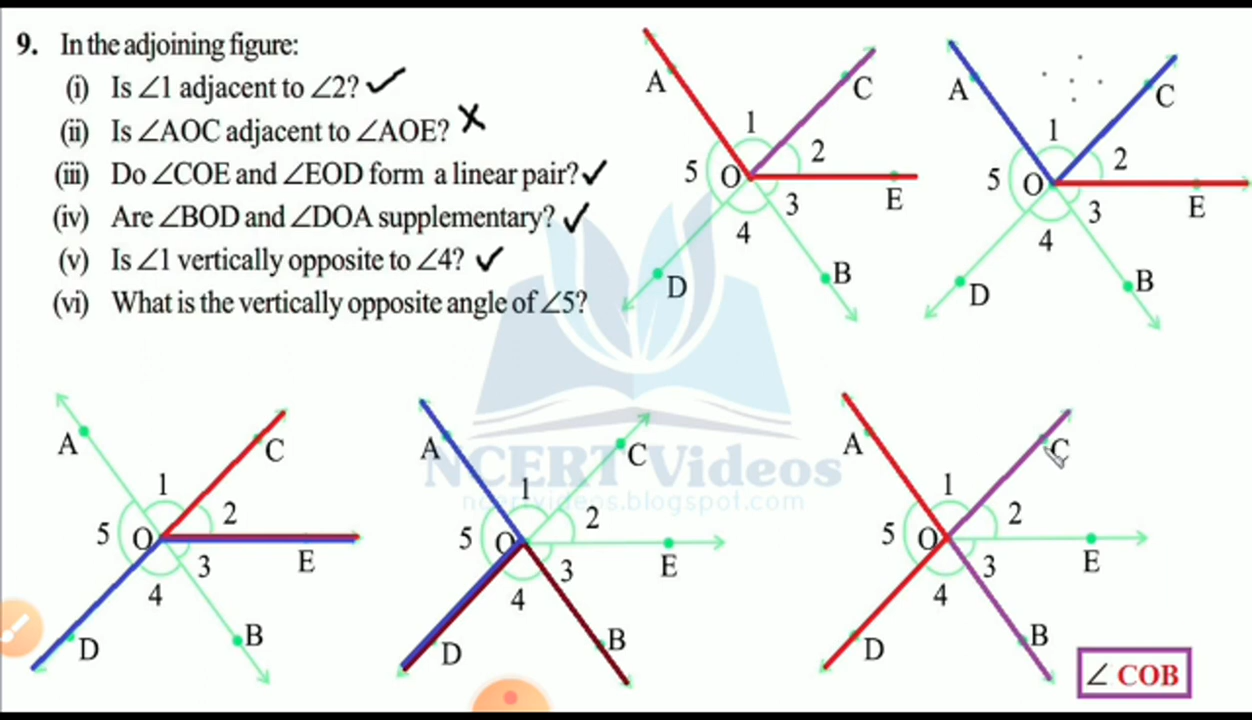 9. In the adjoining figure:
(i) Is ∠1 adjacent to ∠2? ✓
(ii) Is ∠AOC adjacent to ∠AOE? ✗
(iii) Do ∠COE and ∠EOD form a linear pair? ✓
(iv) Are ∠BOD and ∠DOA supplementary? ✓
(v) Is ∠1 vertically opposite to ∠4? ✓
(vi) What is the vertically opposite angle of ∠5?
A C 1 2 5 O 3 E 4 D B
A C 1 2 5 O 3 E 4 D B
A C 1 2 5 O 3 E 4 D B
A C 1 2 5 O 3 E 4 D B
A C 1 2 5 O 3 E 4 D B
NCERT Videos
ncertvideos.blogspot.com
∠ COB